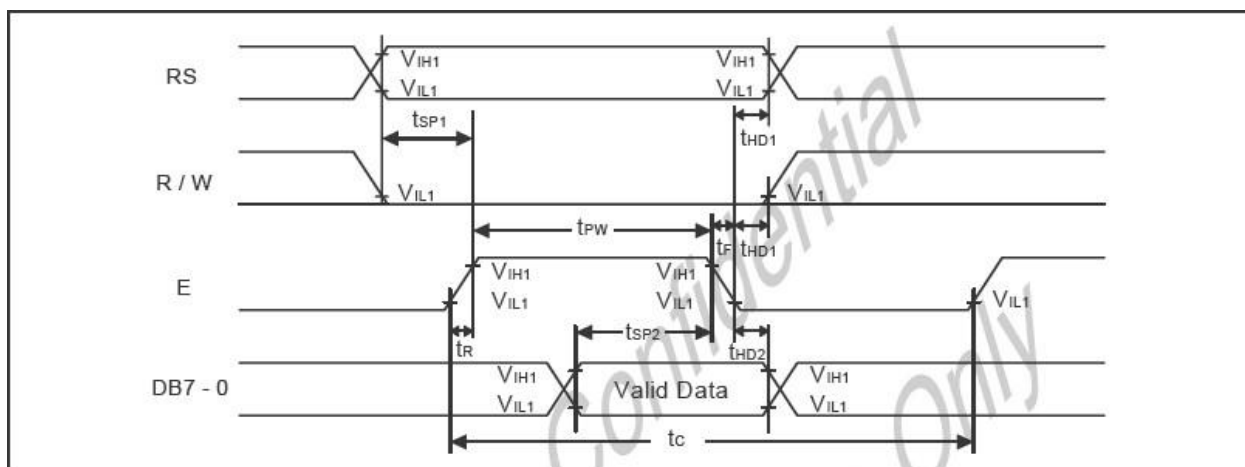 RS
VIH1
VIH1
VIL1
VIL1
tSP1
tHD1
R / W
VIL1
VIL1
tPW
tF
tHD1
E
VIH1
VIH1
VIL1
VIL1
VIL1
tR
tSP2
tHD2
DB7 - 0
VIH1
Valid Data
VIH1
VIL1
VIL1
tC
Confidential
Only